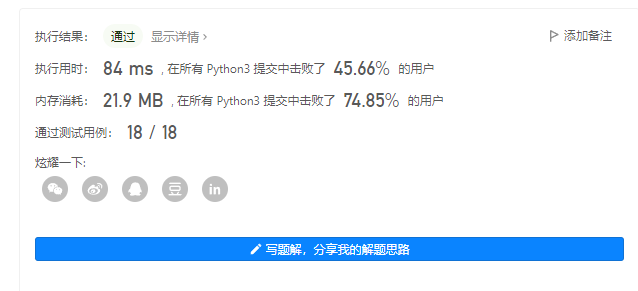 执行结果： 通过 显示详情 › 添加备注
执行用时： 84 ms , 在所有 Python3 提交中击败了 45.66% 的用户
内存消耗： 21.9 MB , 在所有 Python3 提交中击败了 74.85% 的用户
通过测试用例： 18 / 18
炫耀一下:
豆 in
写题解，分享我的解题思路